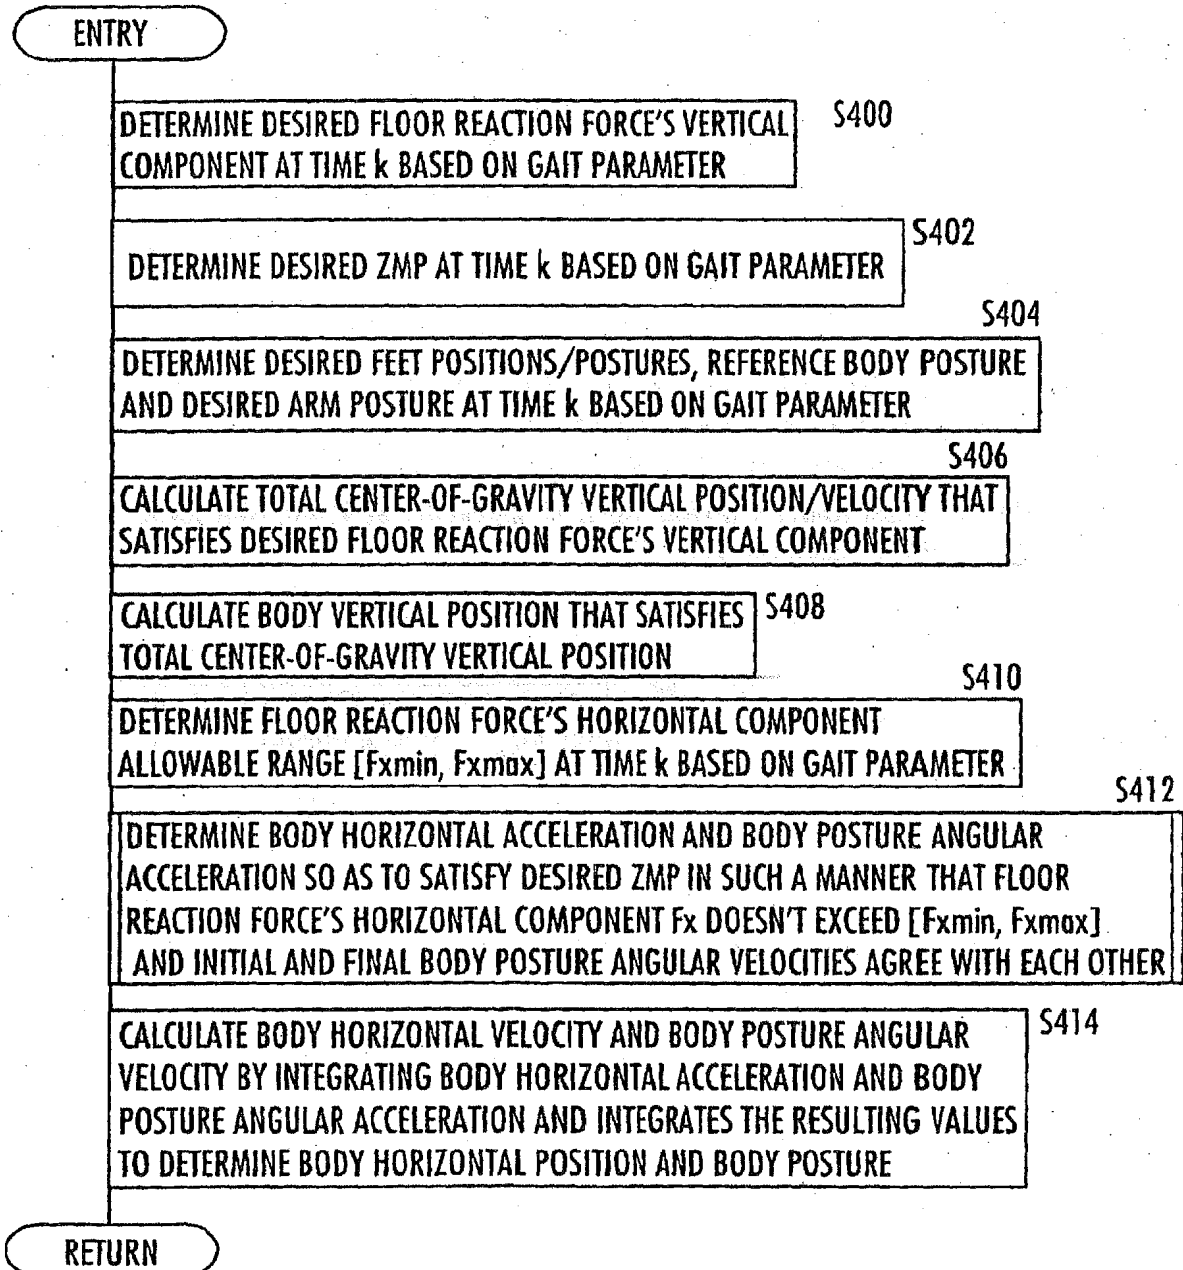 ENTRY
DETERMINE DESIRED FLOOR REACTION FORCE'S VERTICAL
COMPONENT AT TIME k BASED ON GAIT PARAMETER
S400
DETERMINE DESIRED ZMP AT TIME k BASED ON GAIT PARAMETER
S402
S404
DETERMINE DESIRED FEET POSITIONS/POSTURES, REFERENCE BODY POSTURE
AND DESIRED ARM POSTURE AT TIME k BASED ON GAIT PARAMETER
S406
CALCULATE TOTAL CENTER-OF-GRAVITY VERTICAL POSITION/VELOCITY THAT
SATISFIES DESIRED FLOOR REACTION FORCE'S VERTICAL COMPONENT
CALCULATE BODY VERTICAL POSITION THAT SATISFIES
TOTAL CENTER-OF-GRAVITY VERTICAL POSITION
S408
S410
DETERMINE FLOOR REACTION FORCE'S HORIZONTAL COMPONENT
ALLOWABLE RANGE [Fxmin, Fxmax] AT TIME k BASED ON GAIT PARAMETER
S412
DETERMINE BODY HORIZONTAL ACCELERATION AND BODY POSTURE ANGULAR
ACCELERATION SO AS TO SATISFY DESIRED ZMP IN SUCH A MANNER THAT FLOOR
REACTION FORCE'S HORIZONTAL COMPONENT Fx DOESN'T EXCEED [Fxmin, Fxmax]
AND INITIAL AND FINAL BODY POSTURE ANGULAR VELOCITIES AGREE WITH EACH OTHER
CALCULATE BODY HORIZONTAL VELOCITY AND BODY POSTURE ANGULAR
VELOCITY BY INTEGRATING BODY HORIZONTAL ACCELERATION AND BODY
POSTURE ANGULAR ACCELERATION AND INTEGRATES THE RESULTING VALUES
TO DETERMINE BODY HORIZONTAL POSITION AND BODY POSTURE
S414
RETURN